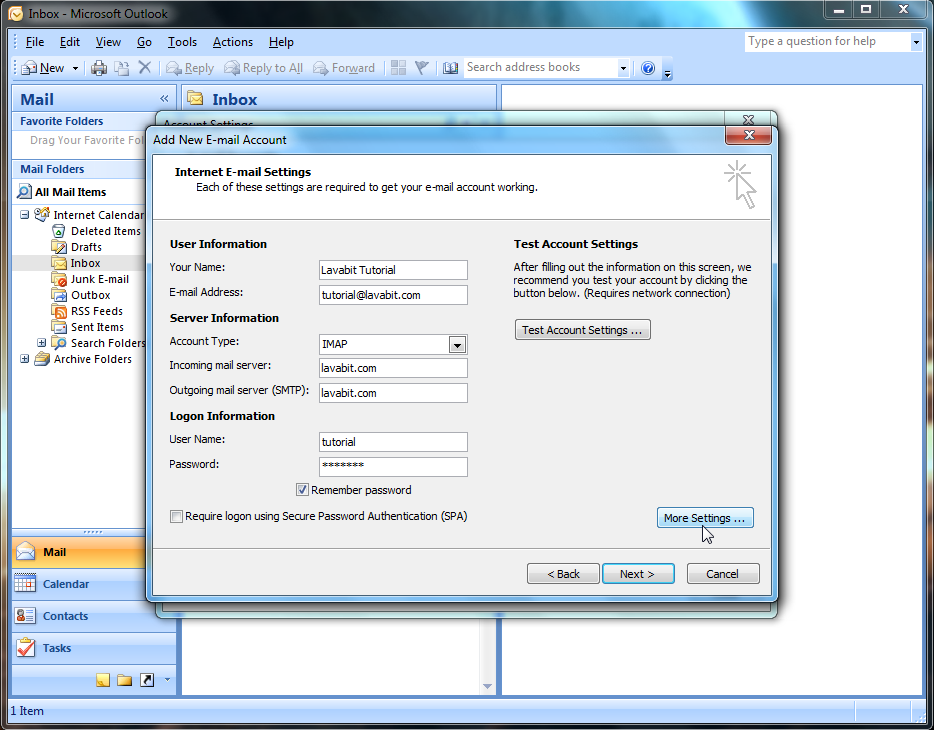 Inbox - Microsoft Outlook
File Edit View Go Tools Actions Help
Type a question for help
New Reply Reply to All Forward Search address books
Mail «
Inbox
Favorite Folders
Drag Your Favorite Fol
Mail Folders
All Mail Items
Internet Calendar
Deleted Items
Drafts
Inbox
Junk E-mail
Outbox
RSS Feeds
Sent Items
Search Folders
Archive Folders
Account Settings
Add New E-mail Account
Internet E-mail Settings
Each of these settings are required to get your e-mail account working.
User Information
Your Name: Lavabit Tutorial
E-mail Address: tutorial@lavabit.com
Server Information
Account Type: IMAP
Incoming mail server: lavabit.com
Outgoing mail server (SMTP): lavabit.com
Logon Information
User Name: tutorial
Password: *******
Remember password
Require logon using Secure Password Authentication (SPA)
Test Account Settings
After filling out the information on this screen, we
recommend you test your account by clicking the
button below. (Requires network connection)
Test Account Settings ...
More Settings ...
< Back Next > Cancel
Mail
Calendar
Contacts
Tasks
1 Item